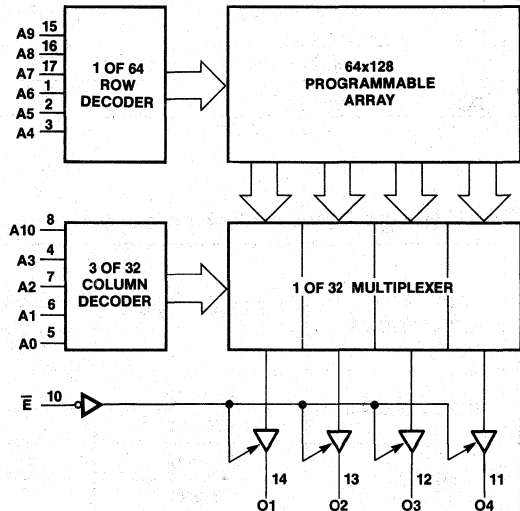 A9 15
A8 16
A7 17
A6 1
A5 2
A4 3
1 OF 64
ROW
DECODER
64x128
PROGRAMMABLE
ARRAY
A10 8
A3 4
A2 7
A1 6
A0 5
3 OF 32
COLUMN
DECODER
1 OF 32 MULTIPLEXER
E̅ 10
14 13 12 11
O1 O2 O3 O4